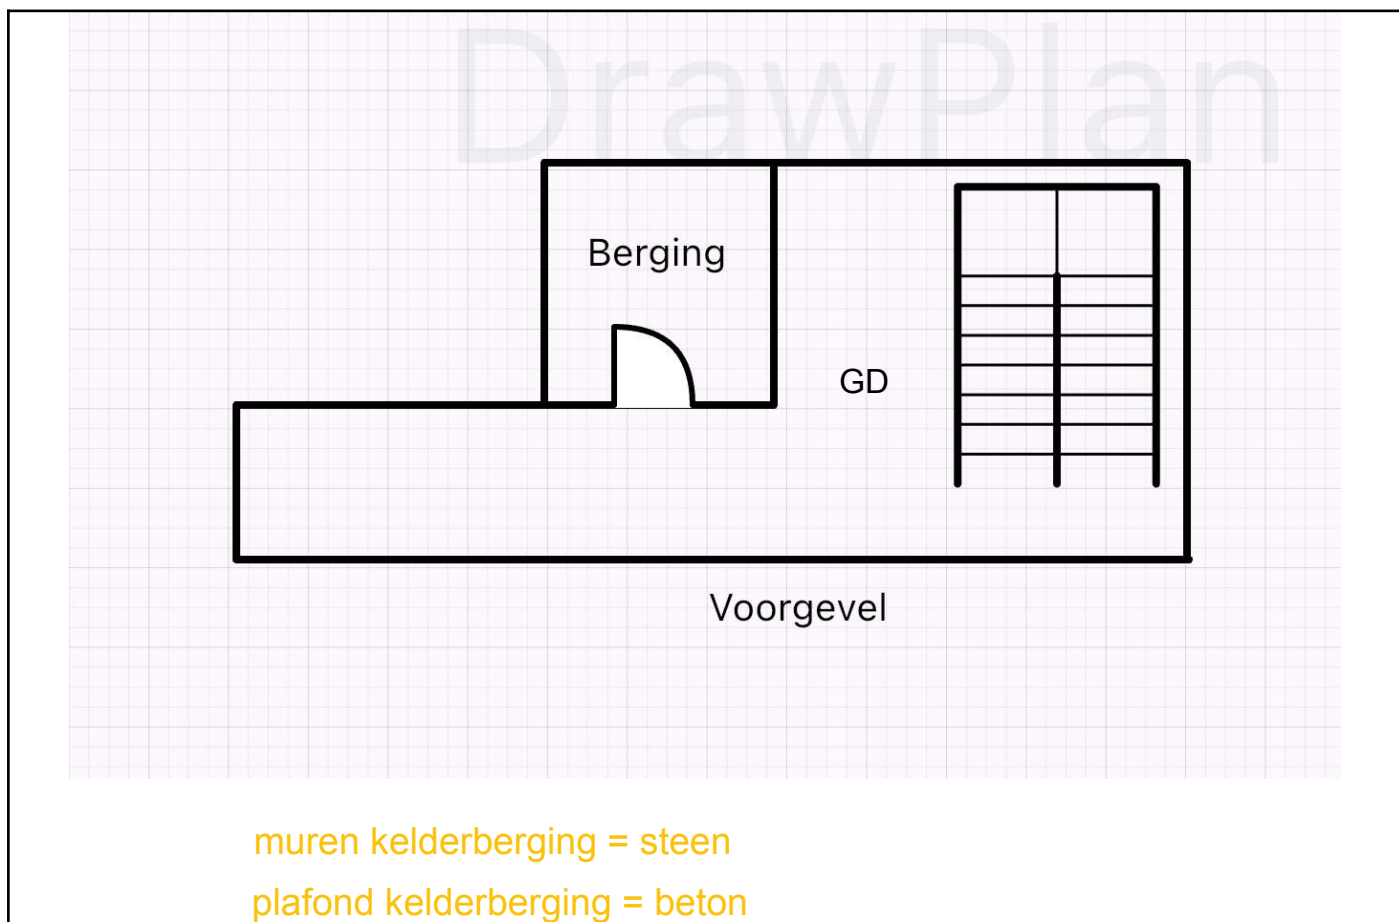 DrawPlan
Berging
GD
Voorgevel
muren kelderberging = steen
plafond kelderberging = beton